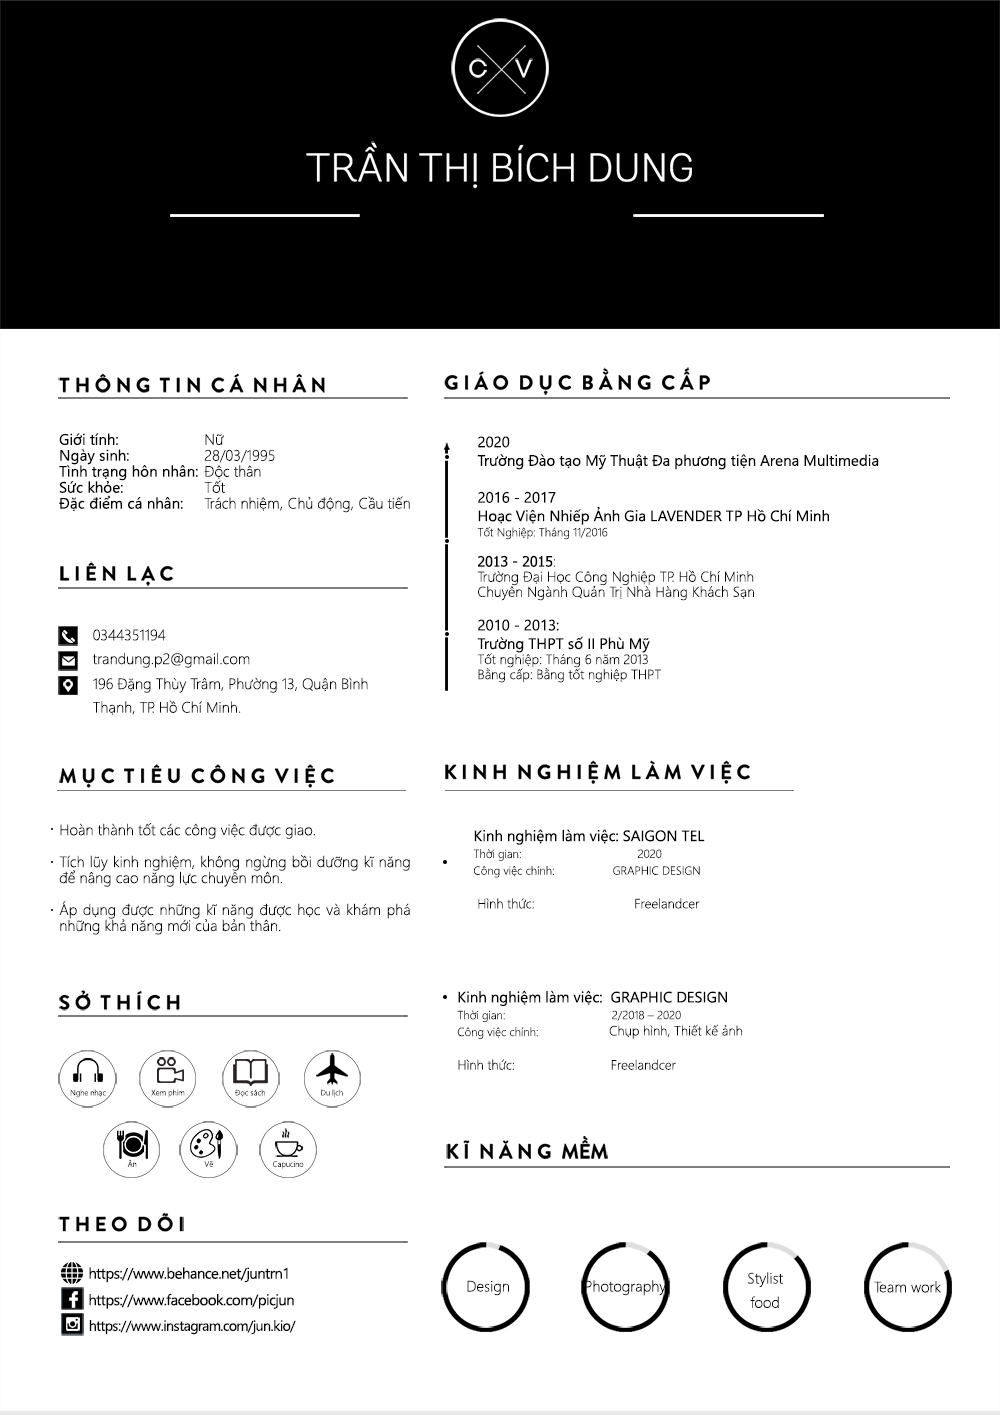 C V
TRẦN THỊ BÍCH DUNG
THÔNG TIN CÁ NHÂN
Giới tính: Nữ
Ngày sinh: 28/03/1995
Tình trạng hôn nhân: Độc thân
Sức khỏe: Tốt
Đặc điểm cá nhân: Trách nhiệm, Chủ động, Cầu tiến
LIÊN LẠC
0344351194
trandung.p2@gmail.com
196 Đặng Thùy Trâm, Phường 13, Quận Bình
Thạnh, TP. Hồ Chí Minh.
MỤC TIÊU CÔNG VIỆC
· Hoàn thành tốt các công việc được giao.
· Tích lũy kinh nghiệm, không ngừng bồi dưỡng kĩ năng
để nâng cao năng lực chuyên môn.
· Áp dụng được những kĩ năng được học và khám phá
những khả năng mới của bản thân.
SỞ THÍCH
Nghe nhạc Xem phim Đọc sách Du lịch
Ăn Vẽ Capucino
THEO DÕI
https://www.behance.net/juntrn1
https://www.facebook.com/picjun
https://www.instagram.com/jun.kio/
GIÁO DỤC BẰNG CẤP
2020
Trường Đào tạo Mỹ Thuật Đa phương tiện Arena Multimedia
2016 - 2017
Hoạc Viện Nhiếp Ảnh Gia LAVENDER TP Hồ Chí Minh
Tốt Nghiệp: Tháng 11/2016
2013 - 2015:
Trường Đại Học Công Nghiệp TP. Hồ Chí Minh
Chuyên Ngành Quản Trị Nhà Hàng Khách Sạn
2010 - 2013:
Trường THPT số II Phù Mỹ
Tốt nghiệp: Tháng 6 năm 2013
Bằng cấp: Bằng tốt nghiệp THPT
KINH NGHIỆM LÀM VIỆC
Kinh nghiệm làm việc: SAIGON TEL
Thời gian: 2020
• Công việc chính: GRAPHIC DESIGN
Hình thức: Freelandcer
• Kinh nghiệm làm việc: GRAPHIC DESIGN
Thời gian: 2/2018 – 2020
Công việc chính: Chụp hình, Thiết kế ảnh
Hình thức: Freelandcer
KĨ NĂNG MỀM
Design Photography Stylist Team work
food